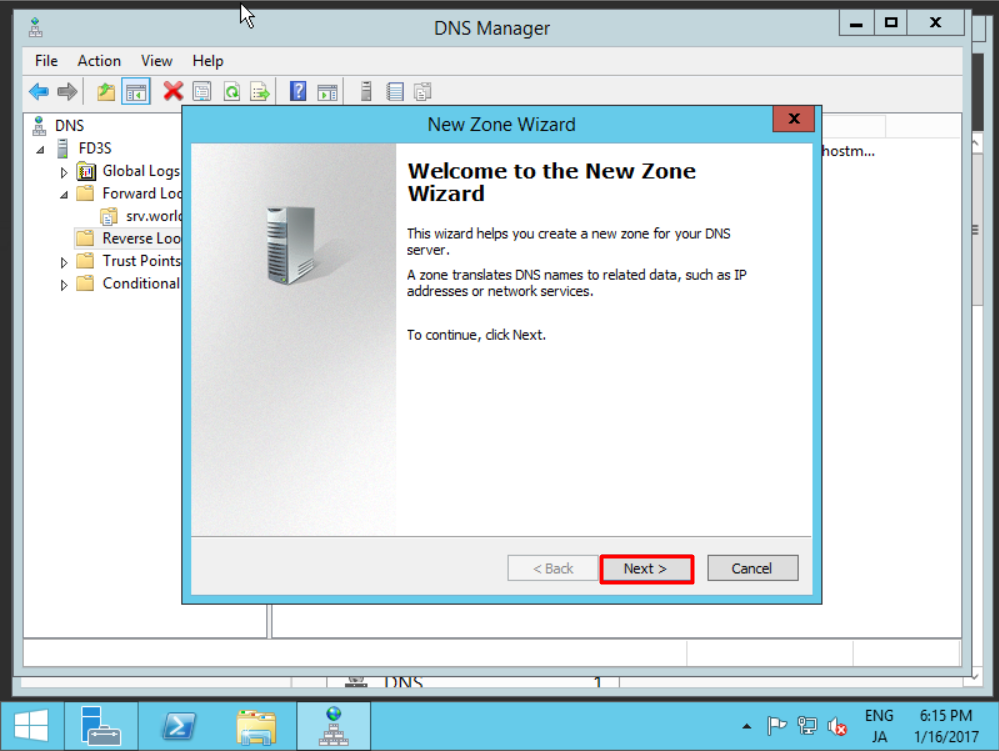 DNS Manager
File Action View Help
DNS
FD3S
Global Logs
Forward Loo
srv.world
Reverse Loo
Trust Points
Conditional
hostm...
New Zone Wizard
Welcome to the New Zone
Wizard
This wizard helps you create a new zone for your DNS
server.
A zone translates DNS names to related data, such as IP
addresses or network services.
To continue, click Next.
< Back Next > Cancel
DNS 1
ENG 6:15 PM
JA 1/16/2017